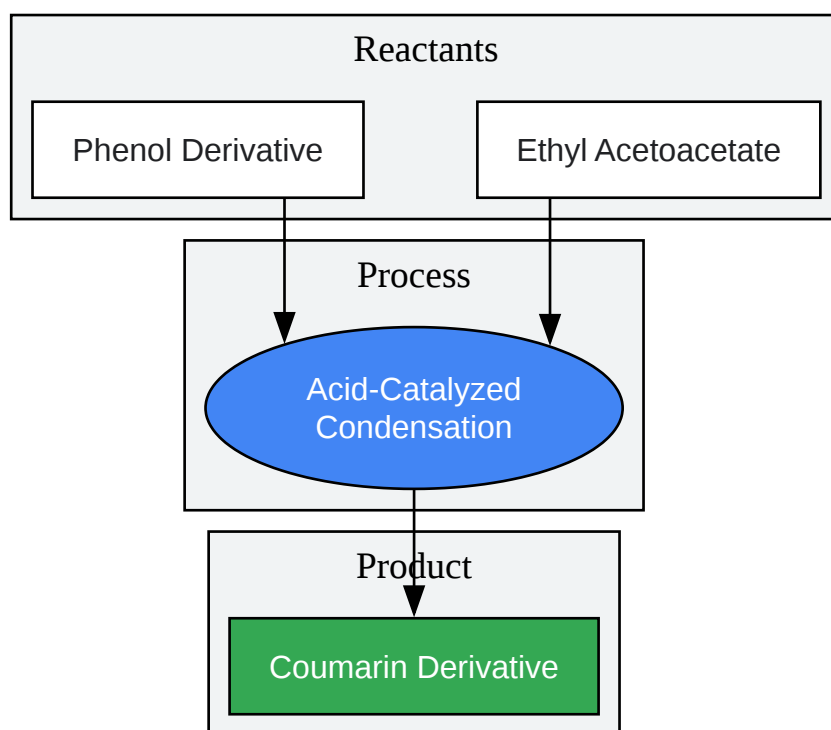 Reactants
Phenol Derivative
Ethyl Acetoacetate
Process
Acid-Catalyzed
Condensation
Product
Coumarin Derivative